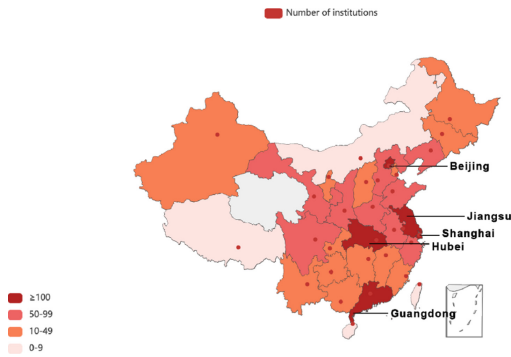 Number of institutions
Beijing
Jiangsu
Shanghai
Hubei
Guangdong
≥100
50-99
10-49
0-9